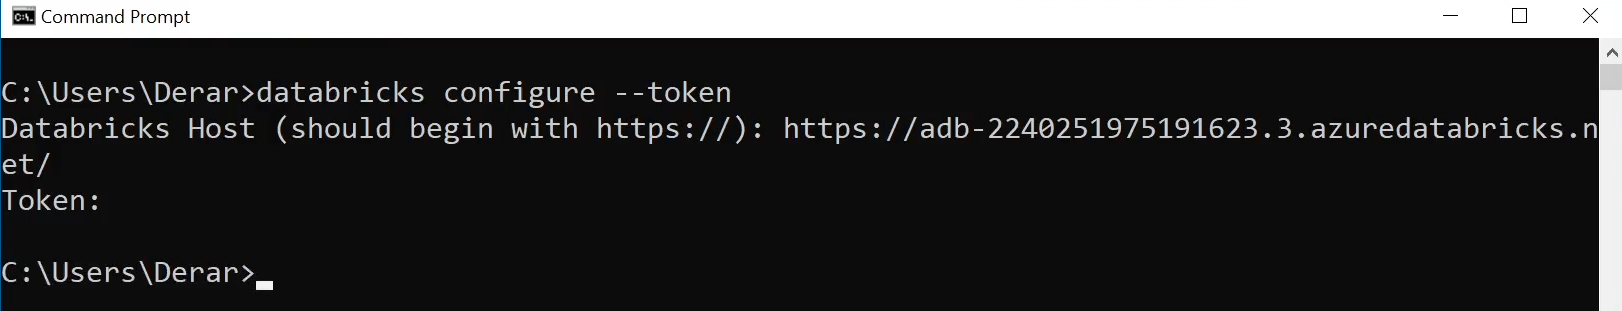 Command Prompt
C:\Users\Derar>databricks configure --token
Databricks Host (should begin with https://): https://adb-2240251975191623.3.azuredatabricks.n
et/
Token:
C:\Users\Derar>